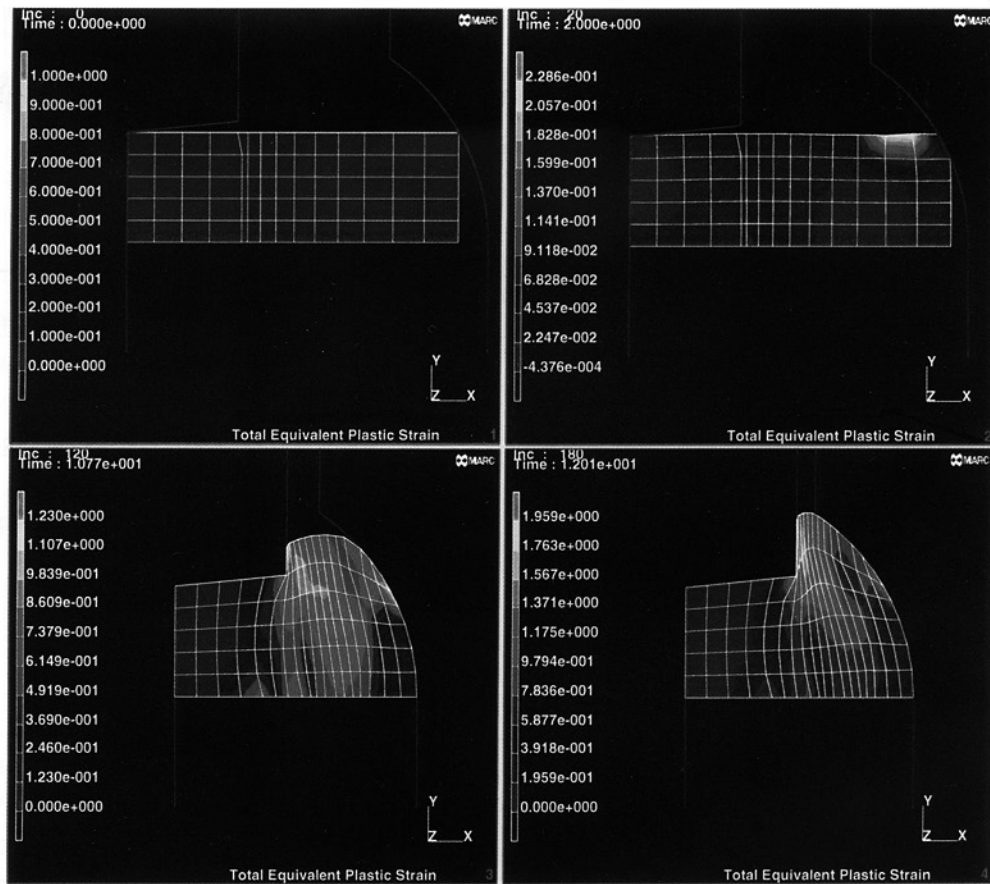 Inc : 0
Time : 0.000e+000
MARC
1.000e+000
9.000e-001
8.000e-001
7.000e-001
6.000e-001
5.000e-001
4.000e-001
3.000e-001
2.000e-001
1.000e-001
0.000e+000
Y
Z X
Total Equivalent Plastic Strain
1
Inc : 20
Time : 2.000e+000
MARC
2.286e-001
2.057e-001
1.828e-001
1.599e-001
1.370e-001
1.141e-001
9.118e-002
6.828e-002
4.537e-002
2.247e-002
-4.376e-004
Y
Z X
Total Equivalent Plastic Strain
2
Inc : 120
Time : 1.077e+001
MARC
1.230e+000
1.107e+000
9.839e-001
8.609e-001
7.379e-001
6.149e-001
4.919e-001
3.690e-001
2.460e-001
1.230e-001
0.000e+000
Y
Z X
Total Equivalent Plastic Strain
3
Inc : 180
Time : 1.201e+001
MARC
1.959e+000
1.763e+000
1.567e+000
1.371e+000
1.175e+000
9.794e-001
7.836e-001
5.877e-001
3.918e-001
1.959e-001
0.000e+000
Y
Z X
Total Equivalent Plastic Strain
4